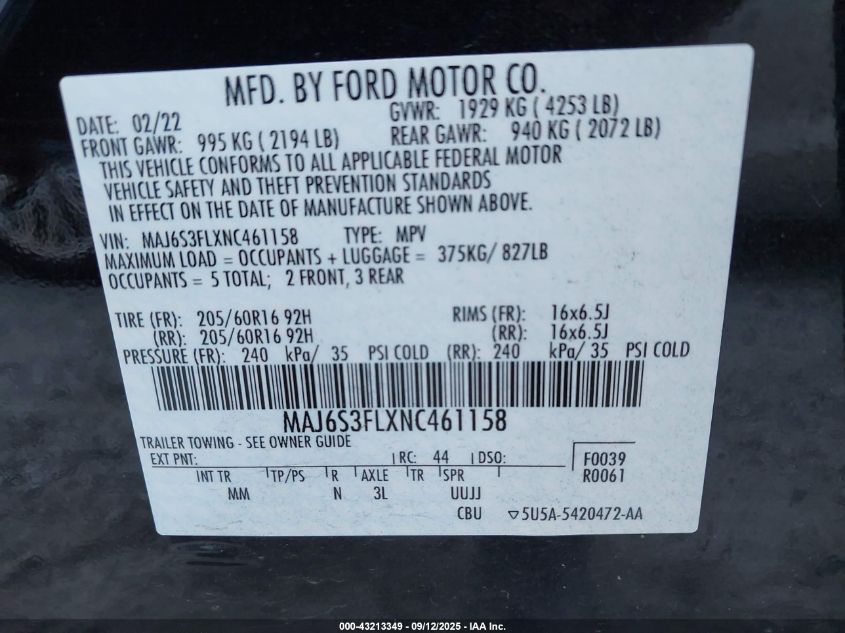 MFD. BY FORD MOTOR CO.
DATE: 02/22 GVWR: 1929 KG ( 4253 LB)
FRONT GAWR: 995 KG ( 2194 LB) REAR GAWR: 940 KG ( 2072 LB)
THIS VEHICLE CONFORMS TO ALL APPLICABLE FEDERAL MOTOR
VEHICLE SAFETY AND THEFT PREVENTION STANDARDS
IN EFFECT ON THE DATE OF MANUFACTURE SHOWN ABOVE.
VIN: MAJ6S3FLXNC461158 TYPE: MPV
MAXIMUM LOAD = OCCUPANTS + LUGGAGE = 375KG/ 827LB
OCCUPANTS = 5 TOTAL; 2 FRONT, 3 REAR
TIRE (FR): 205/60R16 92H RIMS (FR): 16x6.5J
(RR): 205/60R16 92H (RR): 16x6.5J
PRESSURE (FR): 240 kPa/ 35 PSI COLD (RR): 240 kPa/ 35 PSI COLD
MAJ6S3FLXNC461158
TRAILER TOWING - SEE OWNER GUIDE
EXT PNT: RC: 44 DSO: F0039
INT TR TP/PS R AXLE TR SPR R0061
MM N 3L UUJJ
CBU ▽5U5A-5420472-AA
000-43213349 - 09/12/2025 - IAA Inc.